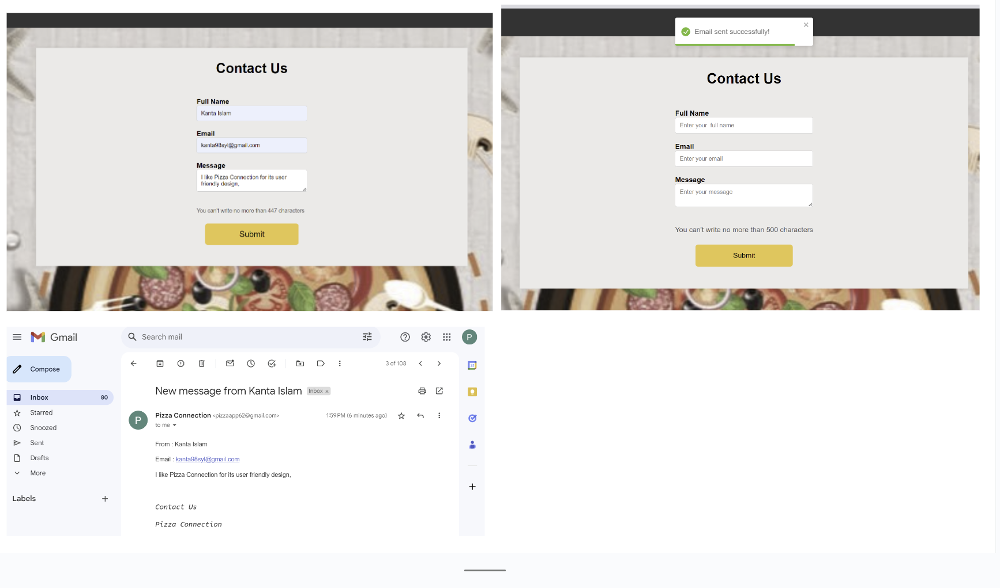 Contact Us
Full Name
Kanta Islam
Email
kanta98syl@gmail.com
Message
I like Pizza Connection for its user
friendly design,
You can't write no more than 447 characters
Submit
Email sent successfully!
Contact Us
Full Name
Enter your full name
Email
Enter your email
Message
Enter your message
You can't write no more than 500 characters
Submit
Gmail
Search mail
P
Compose
3 of 108
31
Inbox 80
Starred
Snoozed
Sent
Drafts
More
Labels
New message from Kanta Islam Inbox ×
P
Pizza Connection <pizzaapp62@gmail.com> 1:59 PM (6 minutes ago)
to me
From : Kanta Islam
Email : kanta98syl@gmail.com
I like Pizza Connection for its user friendly design,
Contact Us
Pizza Connection